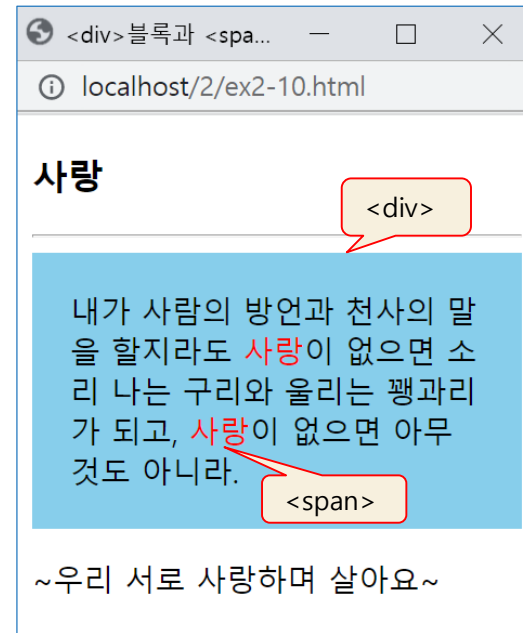 <div>블록과 <spa...
localhost/2/ex2-10.html
사랑
<div>
내가 사람의 방언과 천사의 말
을 할지라도 사랑이 없으면 소
리 나는 구리와 울리는 꽹과리
가 되고, 사랑이 없으면 아무
것도 아니라.
<span>
~우리 서로 사랑하며 살아요~